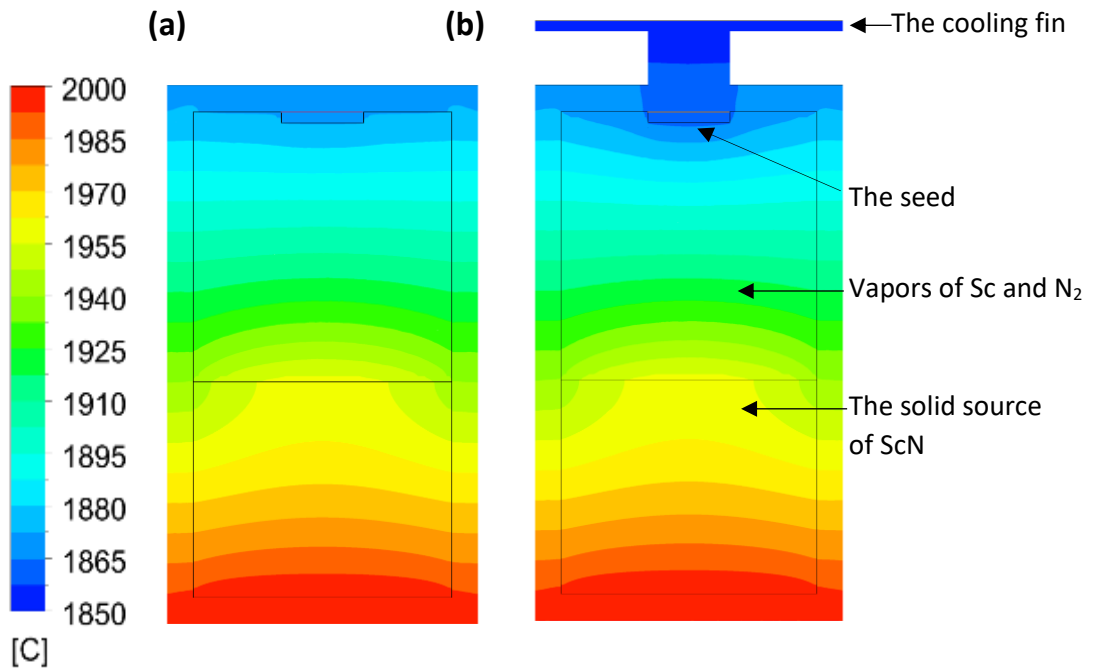 (a)
(b)
The cooling fin
2000
1985
1970
1955
1940
1925
1910
1895
1880
1865
1850
[C]
The seed
Vapors of Sc and N₂
The solid source
of ScN